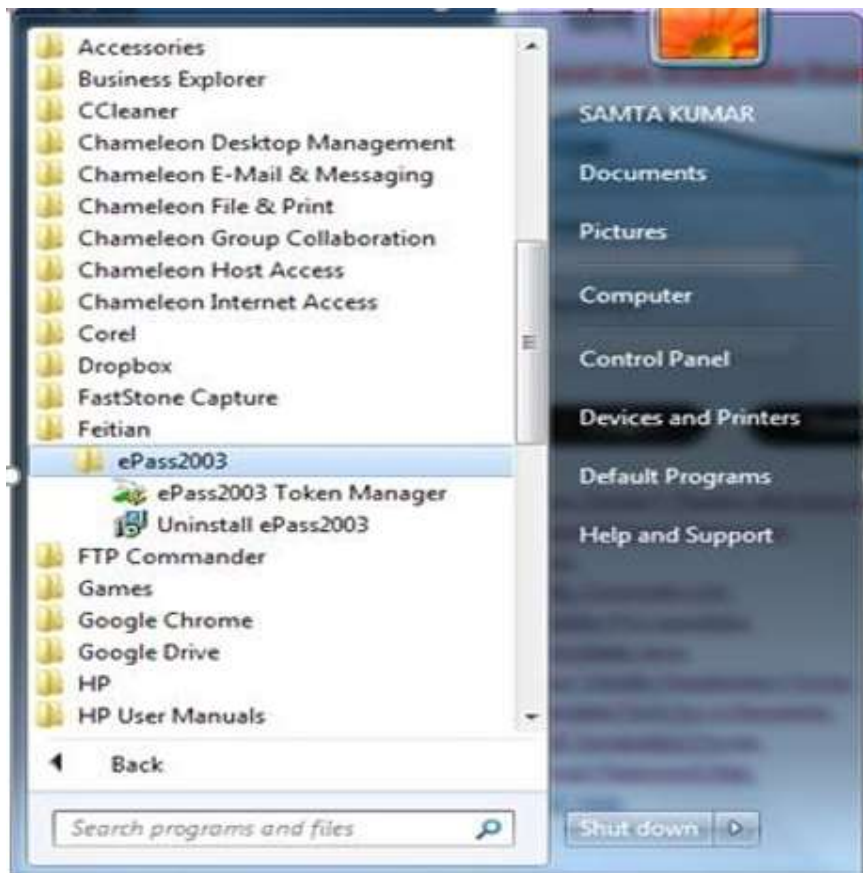 Accessories
Business Explorer
CCleaner
Chameleon Desktop Management
Chameleon E-Mail & Messaging
Chameleon File & Print
Chameleon Group Collaboration
Chameleon Host Access
Chameleon Internet Access
Corel
Dropbox
FastStone Capture
Feitian
ePass2003
ePass2003 Token Manager
Uninstall ePass2003
FTP Commander
Games
Google Chrome
Google Drive
HP
HP User Manuals
Back
Search programs and files
SAMTA KUMAR
Documents
Pictures
Computer
Control Panel
Devices and Printers
Default Programs
Help and Support
Shut down